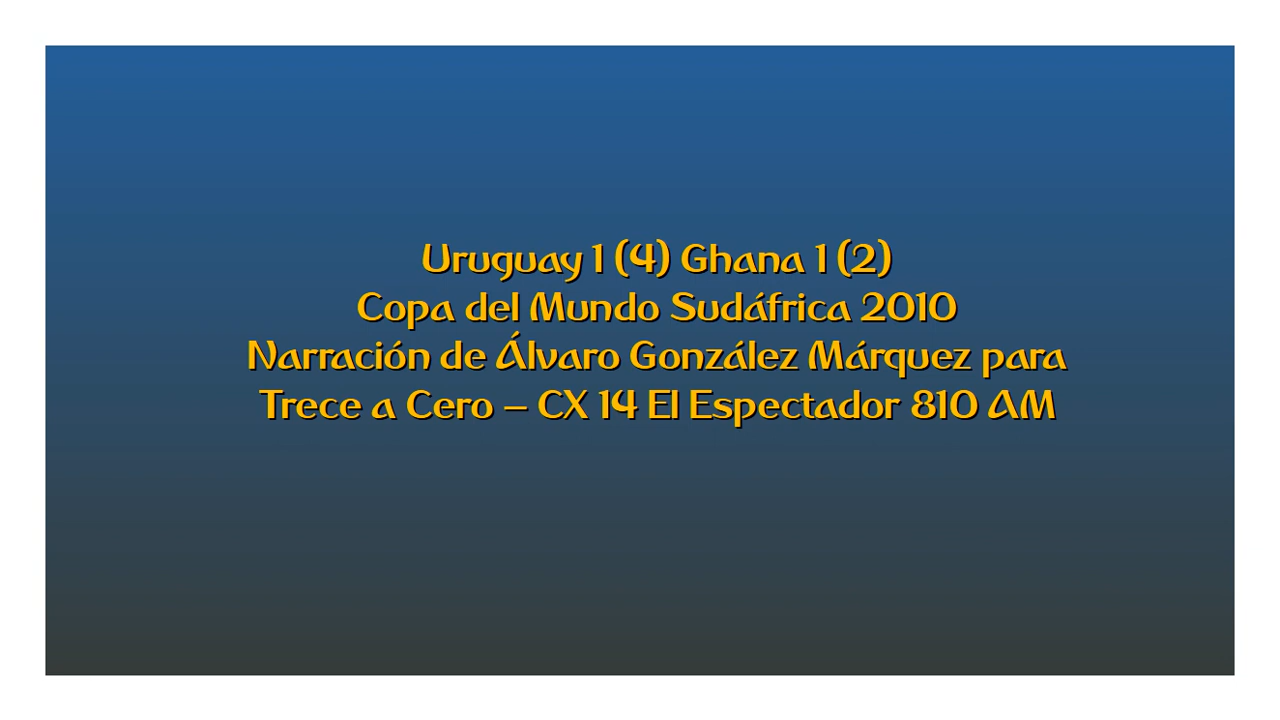 Uruguay 1 (4) Ghana 1 (2)
Copa del Mundo Sudáfrica 2010
Narración de Álvaro González Márquez para
Trece a Cero – CX 14 El Espectador 810 AM